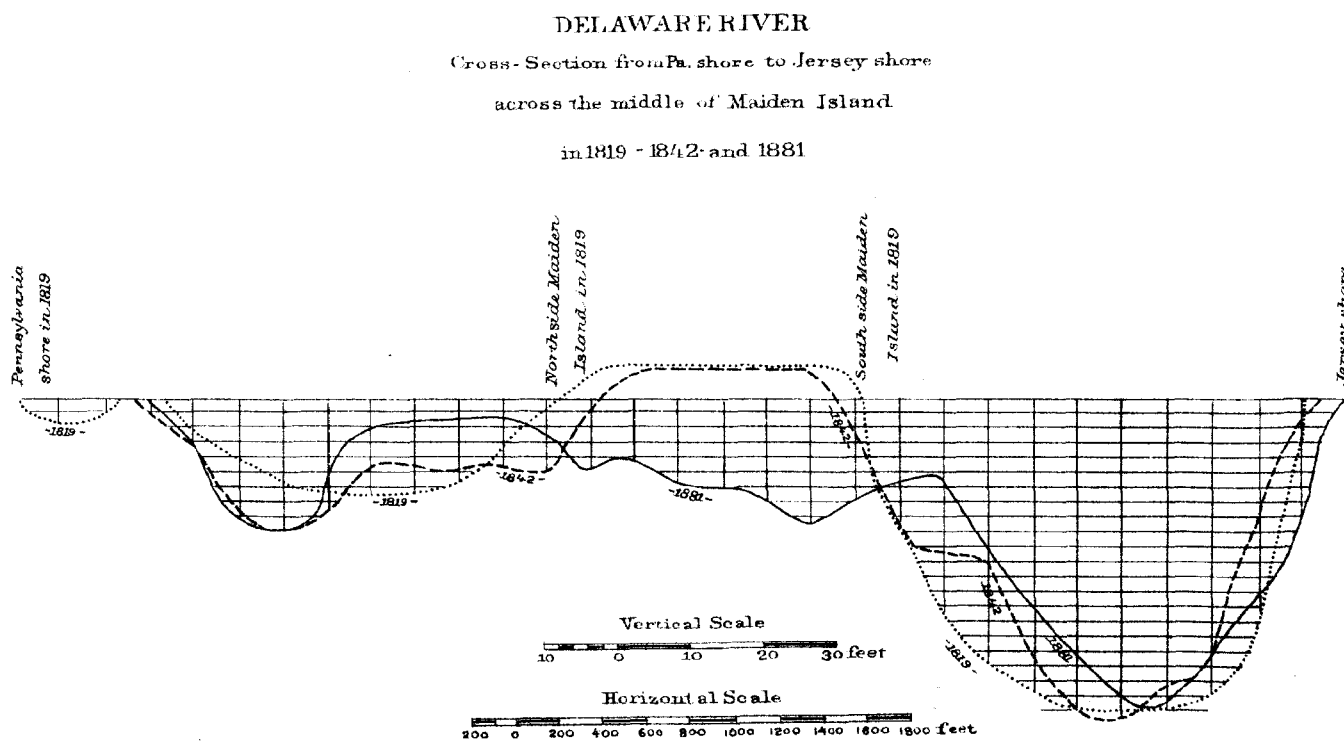 DELAWARE RIVER
Cross-Section from Pa. shore to Jersey shore
across the middle of Maiden Island
in 1819 - 1842 - and 1881
Pennsylvania
shore in 1819
North side Maiden
Island in 1819
South side Maiden
Island in 1819
Jersey shore
-1819-
-1819-
-1842-
-1881-
-1842-
-1819-
1842
-1881-
Vertical Scale
10 0 10 20 30 feet
Horizontal Scale
200 0 200 400 600 800 1000 1200 1400 1600 1800 feet